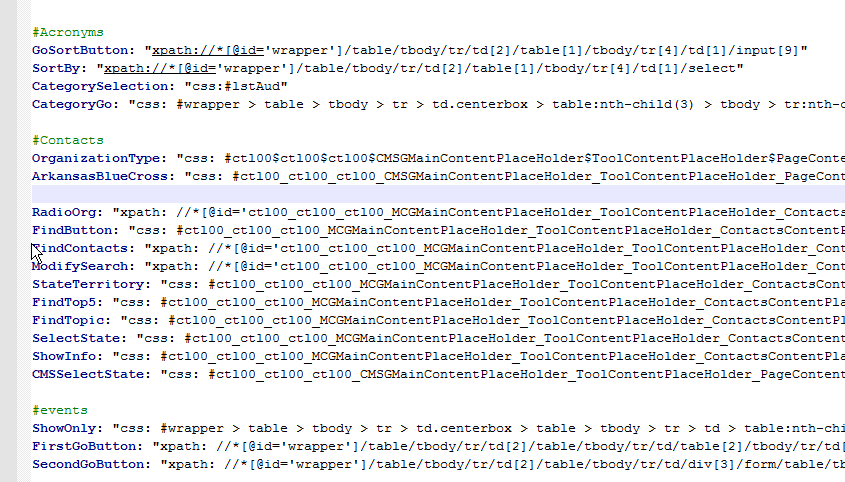 #Acronyms
GoSortButton: "xpath://*[@id='wrapper']/table/tbody/tr/td[2]/table[1]/tbody/tr[4]/td[1]/input[9]"
SortBy: "xpath://*[@id='wrapper']/table/tbody/tr/td[2]/table[1]/tbody/tr[4]/td[1]/select"
CategorySelection: "css:#lstAud"
CategoryGo: "css: #wrapper > table > tbody > tr > td.centerbox > table:nth-child(3) > tbody > tr:nth-c
#Contacts
OrganizationType: "css: #ctl00$ctl00$ctl00$CMSGMainContentPlaceHolder$ToolContentPlaceHolder$PageConte
ArkansasBlueCross: "css: #ctl00_ctl00_ctl00_CMSGMainContentPlaceHolder_ToolContentPlaceHolder_PageCont
RadioOrg: "xpath: //*[@id='ctl00_ctl00_ctl00_MCGMainContentPlaceHolder_ToolContentPlaceHolder_Contacts
FindButton: "css: #ctl00_ctl00_ctl00_MCGMainContentPlaceHolder_ToolContentPlaceHolder_ContactsContentP
FindContacts: "xpath: //*[@id='ctl00_ctl00_ctl00_MCGMainContentPlaceHolder_ToolContentPlaceHolder_Cont
ModifySearch: "xpath: //*[@id='ctl00_ctl00_ctl00_MCGMainContentPlaceHolder_ToolContentPlaceHolder_Cont
StateTerritory: "css: #ctl00_ctl00_ctl00_MCGMainContentPlaceHolder_ToolContentPlaceHolder_ContactsCont
FindTop5: "css: #ctl00_ctl00_ctl00_MCGMainContentPlaceHolder_ToolContentPlaceHolder_ContactsContentPla
FindTopic: "css: #ctl00_ctl00_ctl00_MCGMainContentPlaceHolder_ToolContentPlaceHolder_ContactsContentPl
SelectState: "css: #ctl00_ctl00_ctl00_MCGMainContentPlaceHolder_ToolContentPlaceHolder_ContactsContent
ShowInfo: "css: #ctl00_ctl00_ctl00_MCGMainContentPlaceHolder_ToolContentPlaceHolder_ContactsContentPla
CMSSelectState: "css: #ctl00_ctl00_ctl00_CMSGMainContentPlaceHolder_ToolContentPlaceHolder_PageContent
#events
ShowOnly: "css: #wrapper > table > tbody > tr > td.centerbox > table > tbody > tr > td > table:nth-chi
FirstGoButton: "xpath: //*[@id='wrapper']/table/tbody/tr/td[2]/table/tbody/tr/td/table[2]/tbody/tr/td[
SecondGoButton: "xpath: //*[@id='wrapper']/table/tbody/tr/td[2]/table/tbody/tr/td/div[3]/form/table/tb